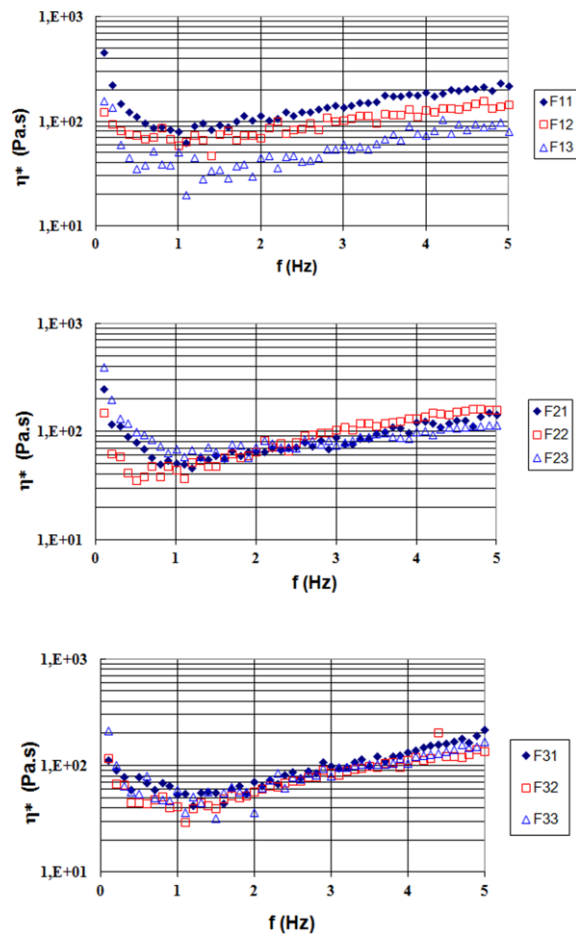 1,E+03
1,E+02
1,E+01
η* (Pa.s)
0 1 2 3 4 5
f (Hz)
F11
F12
F13
1,E+03
1,E+02
1,E+01
η* (Pa.s)
0 1 2 3 4 5
f (Hz)
F21
F22
F23
1,E+03
1,E+02
1,E+01
η* (Pa.s)
0 1 2 3 4 5
f (Hz)
F31
F32
F33